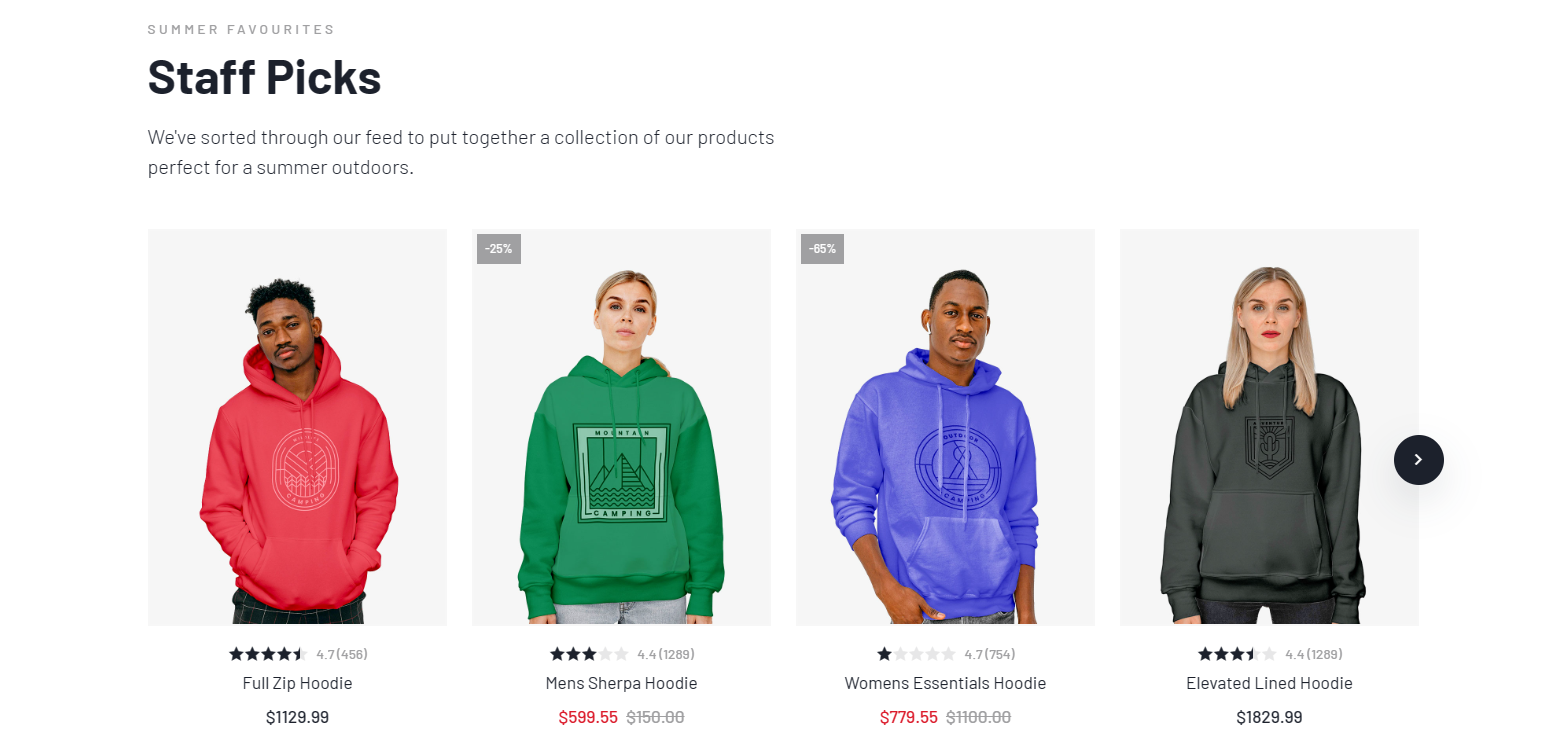 SUMMER FAVOURITES
Staff Picks
We've sorted through our feed to put together a collection of our products
perfect for a summer outdoors.
-25%
-65%
CAMPING
MOUNTAIN
CAMPING
OUTDOOR
CAMPING
ADVENTURE
4.7 (456)
Full Zip Hoodie
$1129.99
4.4 (1289)
Mens Sherpa Hoodie
$599.55 $150.00
4.7 (754)
Womens Essentials Hoodie
$779.55 $1100.00
4.4 (1289)
Elevated Lined Hoodie
$1829.99